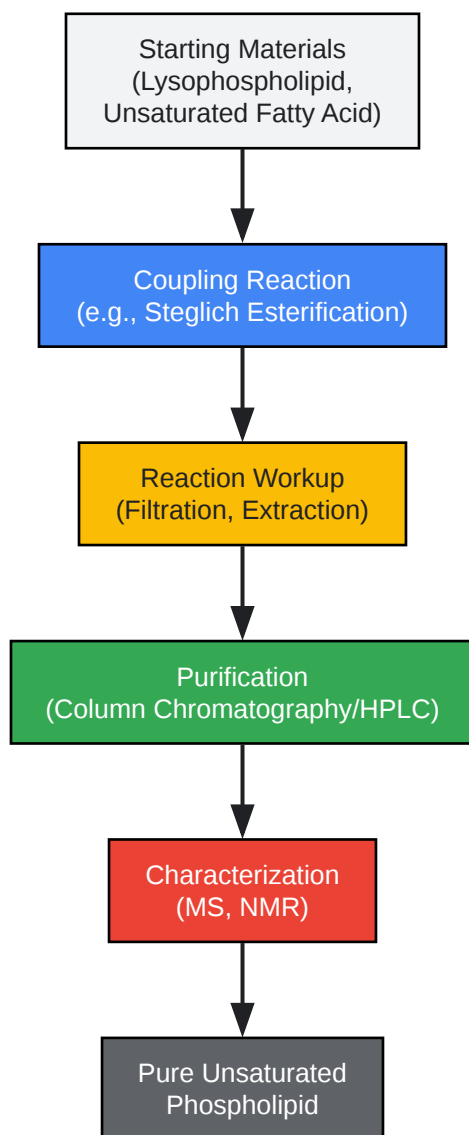 Starting Materials
(Lysophospholipid,
Unsaturated Fatty Acid)
Coupling Reaction
(e.g., Steglich Esterification)
Reaction Workup
(Filtration, Extraction)
Purification
(Column Chromatography/HPLC)
Characterization
(MS, NMR)
Pure Unsaturated
Phospholipid